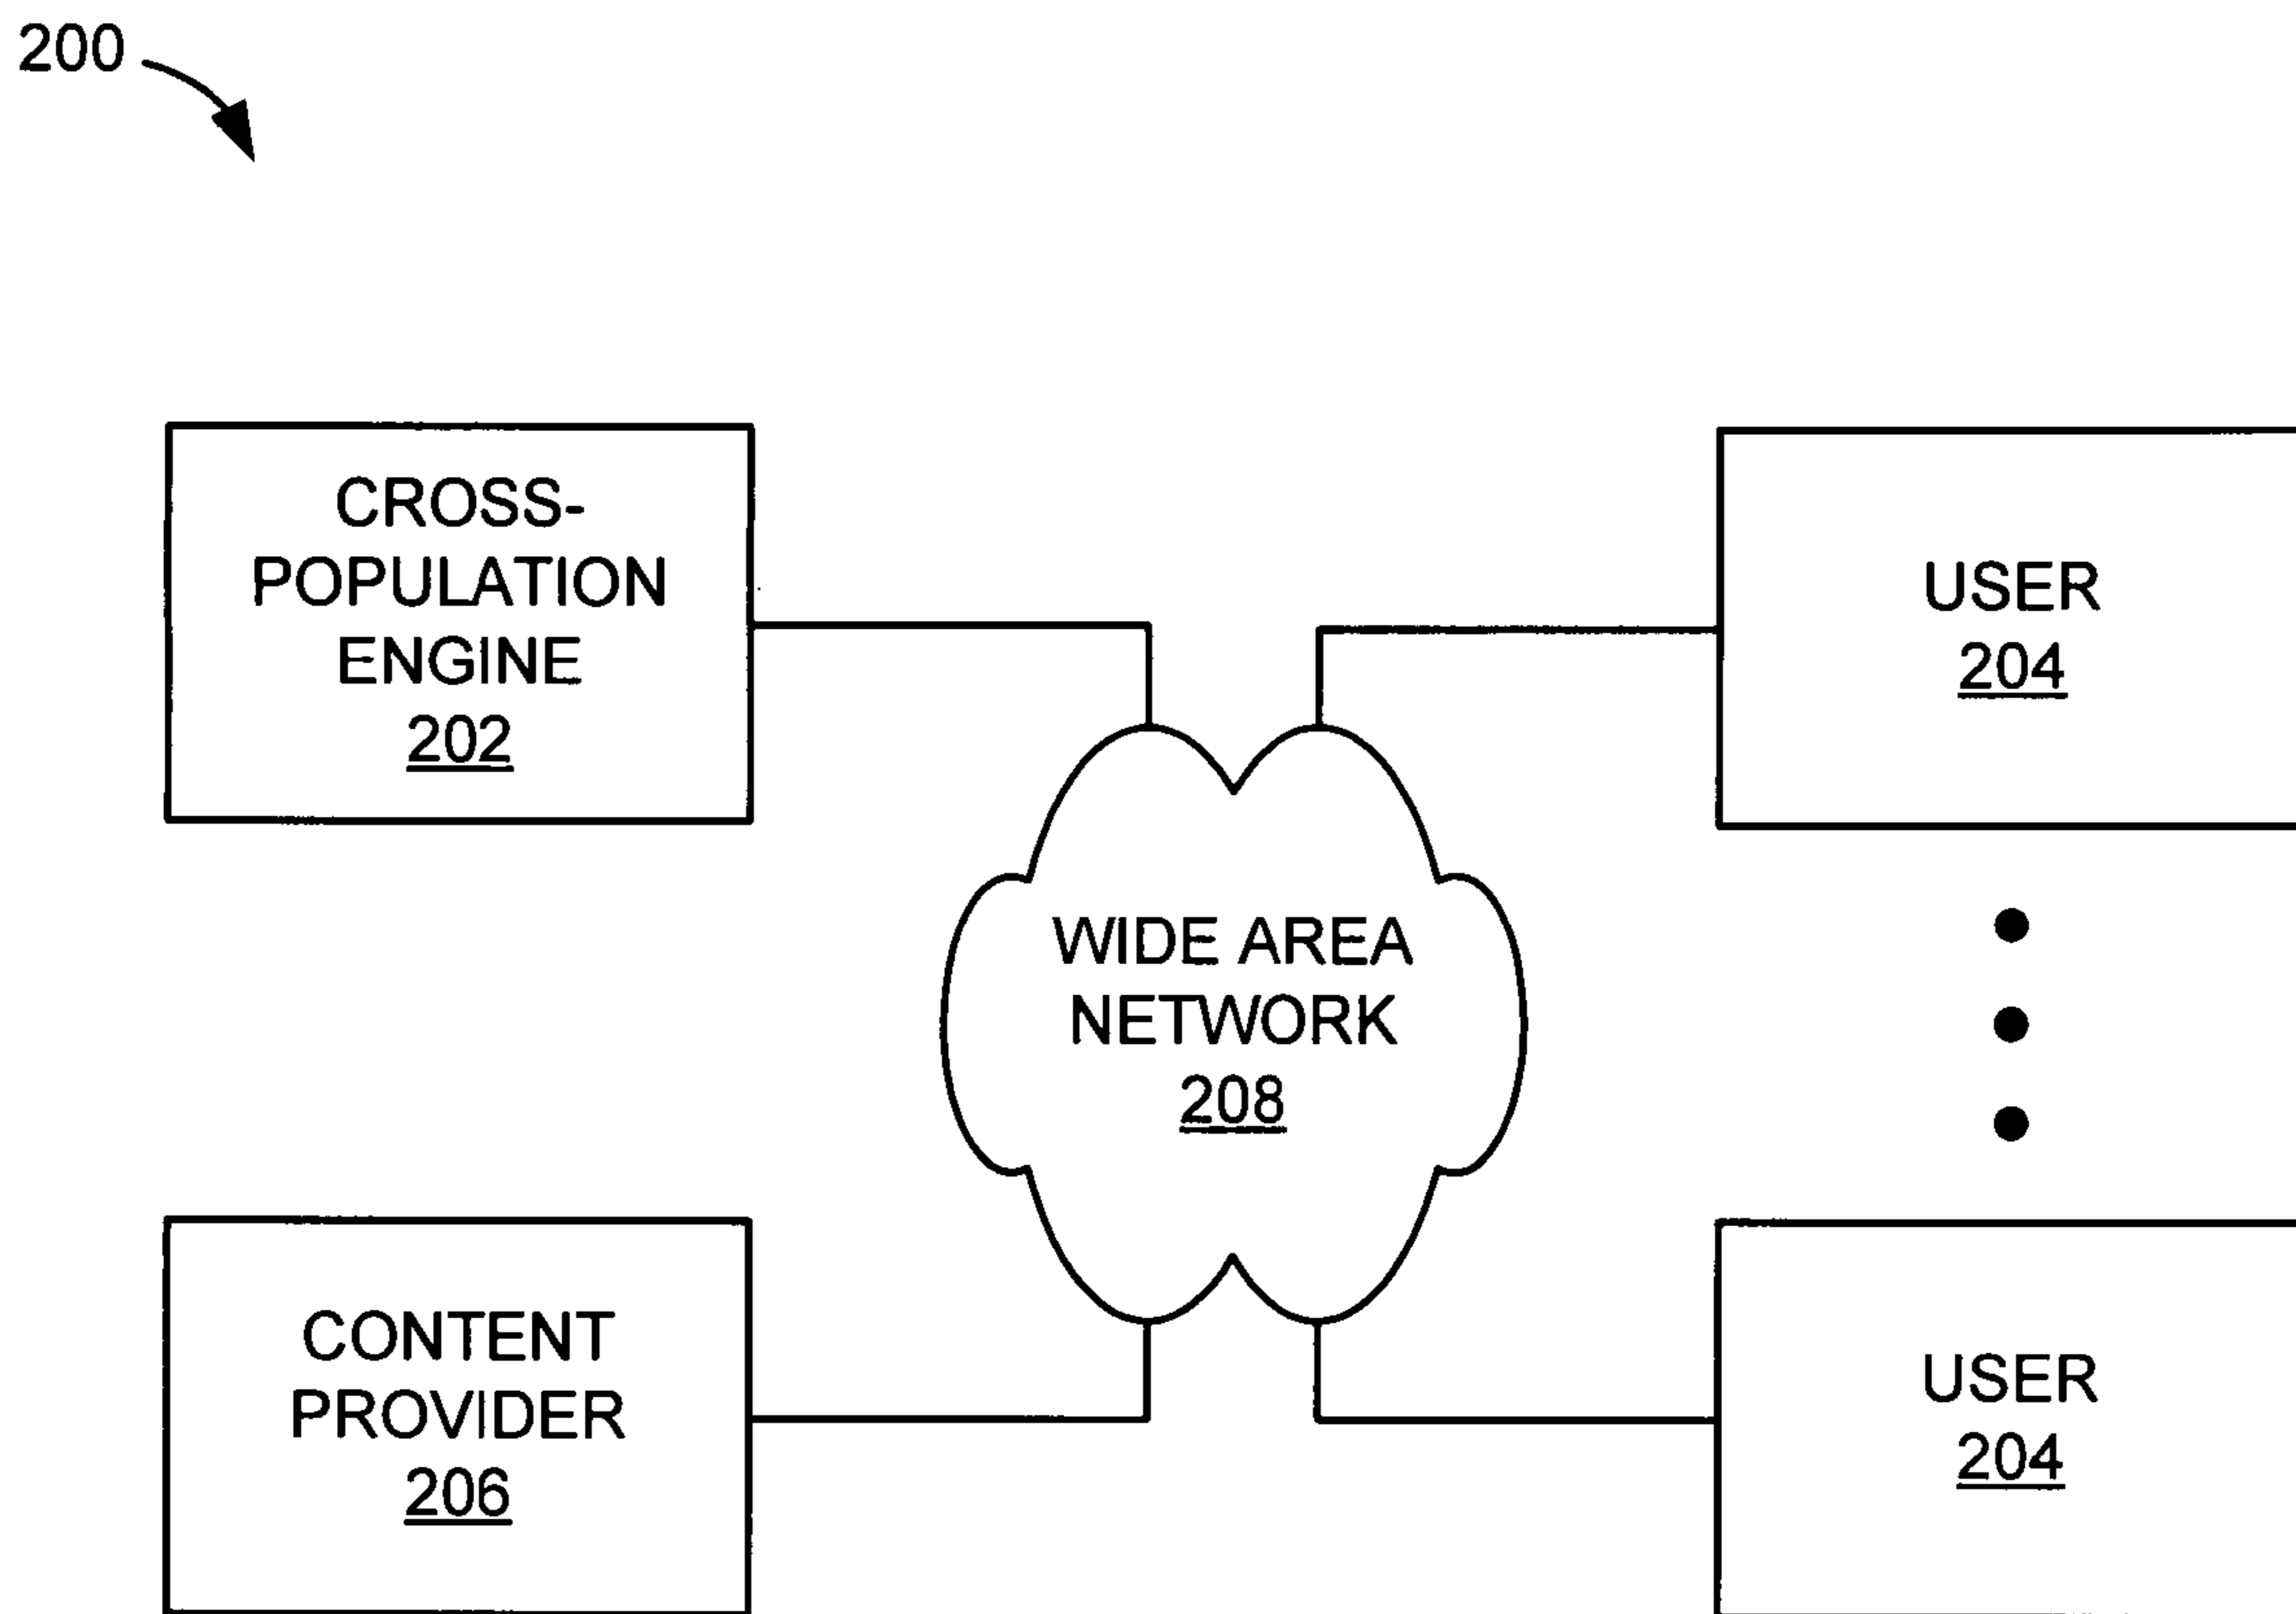 200
CROSS-
POPULATION
ENGINE
202
USER
204
WIDE AREA
NETWORK
208
CONTENT
PROVIDER
206
USER
204